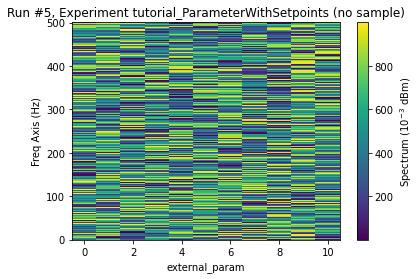 Run #5, Experiment tutorial_ParameterWithSetpoints (no sample)
500
400
300
200
100
0
Freq Axis (Hz)
0 2 4 6 8 10
external_param
800
600
400
200
Spectrum (10⁻³ dBm)